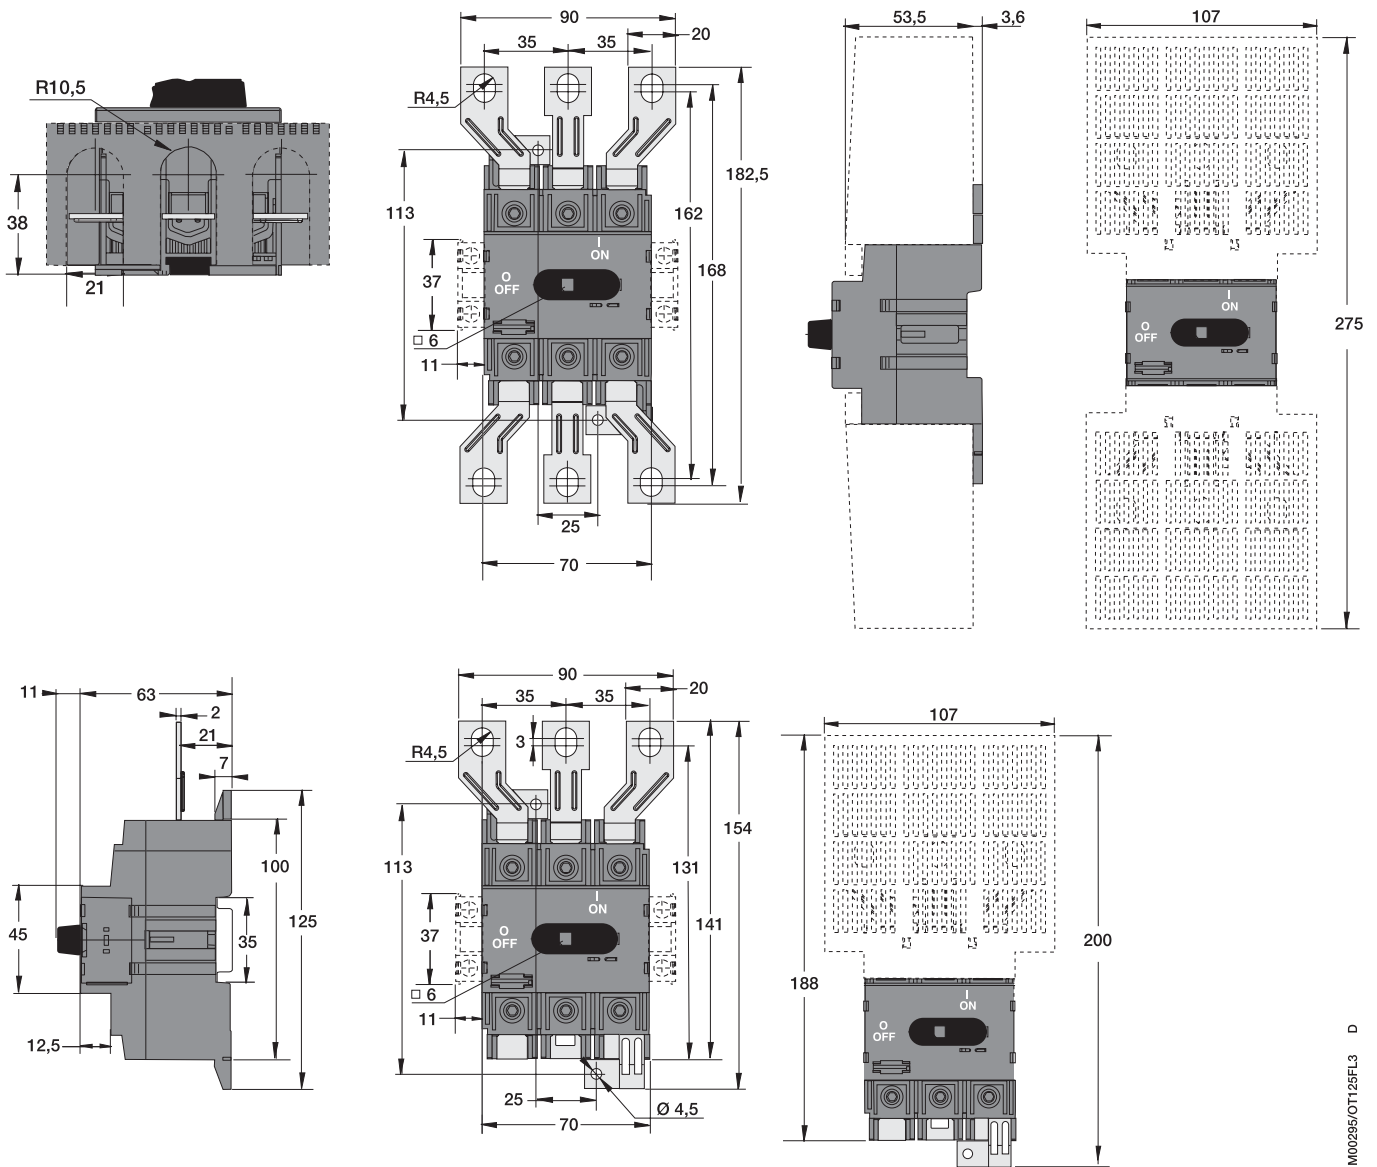 R10,5
38
21
90
35
35
20
R4,5
113
37
182,5
162
168
I
ON
O
OFF
□ 6
11
25
70
53,5
3,6
107
I
ON
O
OFF
275
11
63
2
21
7
100
125
45
35
12,5
90
35
35
20
R4,5
3
113
37
154
131
141
I
ON
O
OFF
□ 6
11
25
Ø 4,5
70
107
188
200
I
ON
O
OFF
M00295/OT125FL3 D